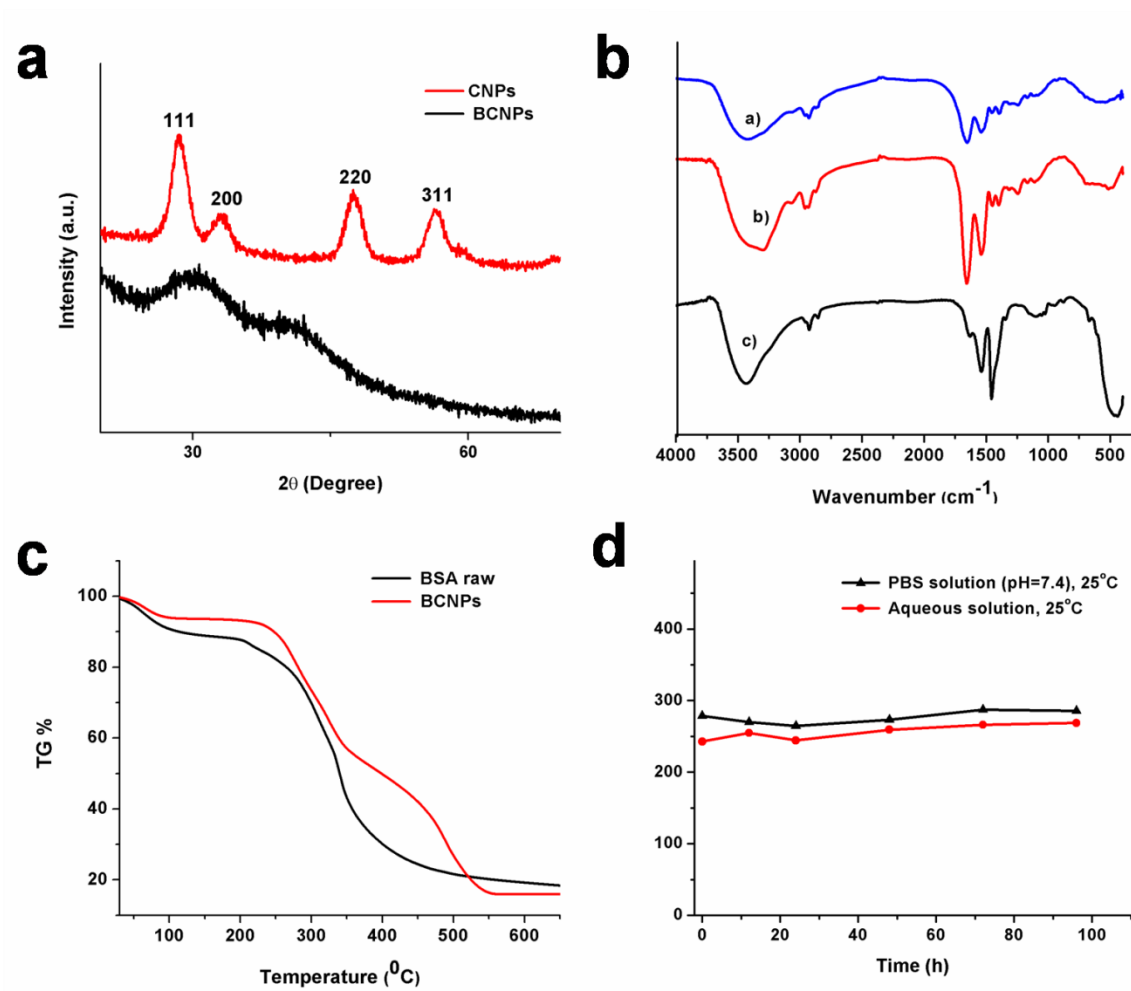 a
CNPs
BCNPs
111
200
220
311
Intensity (a.u.)
30
60
2θ (Degree)
b
a)
b)
c)
4000 3500 3000 2500 2000 1500 1000 500
Wavenumber (cm⁻¹)
c
BSA raw
BCNPs
100
80
60
40
20
TG %
100 200 300 400 500 600
Temperature (⁰C)
d
PBS solution (pH=7.4), 25°C
Aqueous solution, 25°C
400
300
200
100
0
0 20 40 60 80 100
Time (h)